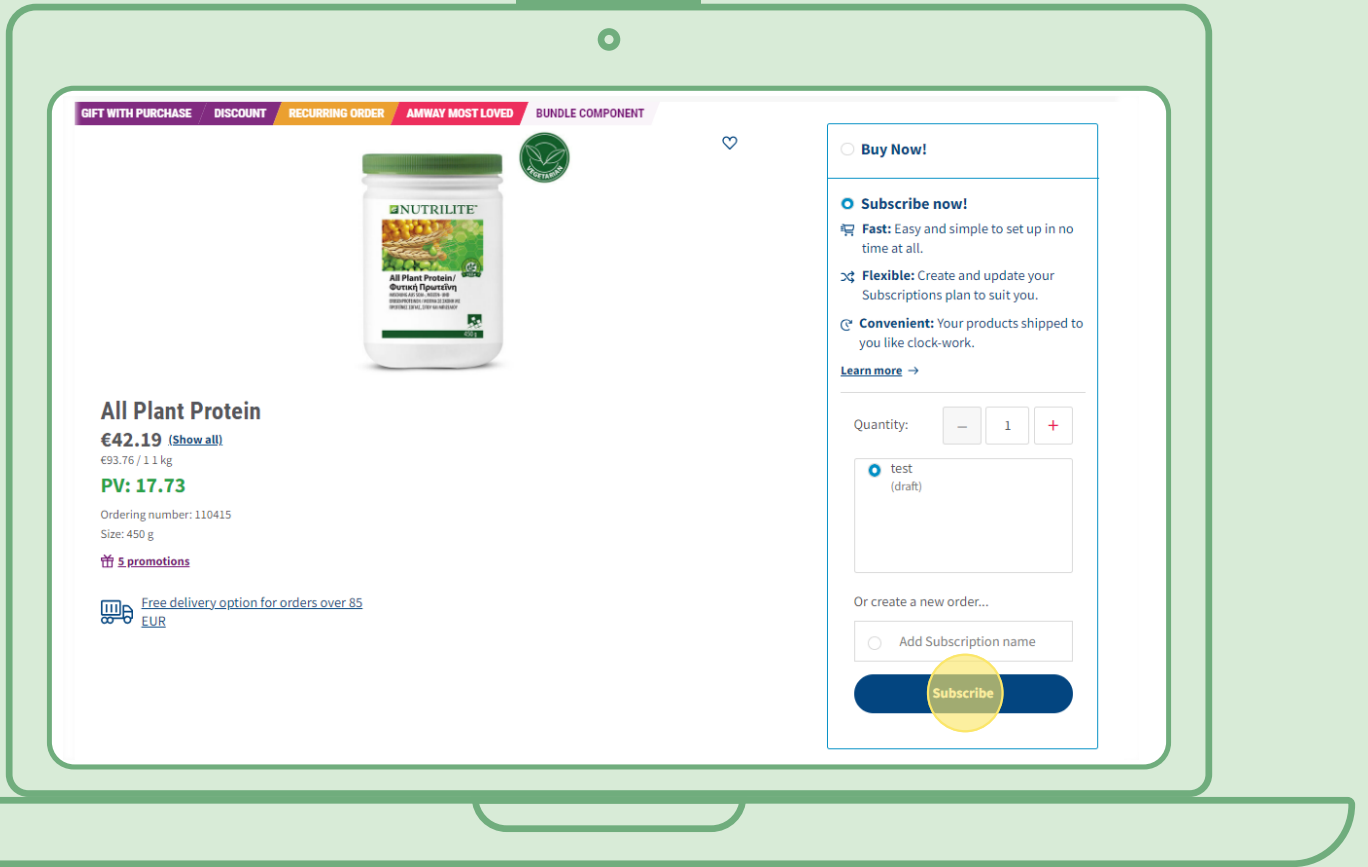 GIFT WITH PURCHASE DISCOUNT RECURRING ORDER AMWAY MOST LOVED BUNDLE COMPONENT
VEGETARIAN
NUTRILITE™
All Plant Protein/
Φυτική Πρωτεΐνη
450 g
All Plant Protein
€42.19 (Show all)
€93.76 / 1 1 kg
PV: 17.73
Ordering number: 110415
Size: 450 g
5 promotions
Free delivery option for orders over 85
EUR
Buy Now!
Subscribe now!
Fast: Easy and simple to set up in no
time at all.
Flexible: Create and update your
Subscriptions plan to suit you.
Convenient: Your products shipped to
you like clock-work.
Learn more →
Quantity: – 1 +
test
(draft)
Or create a new order...
Add Subscription name
Subscribe